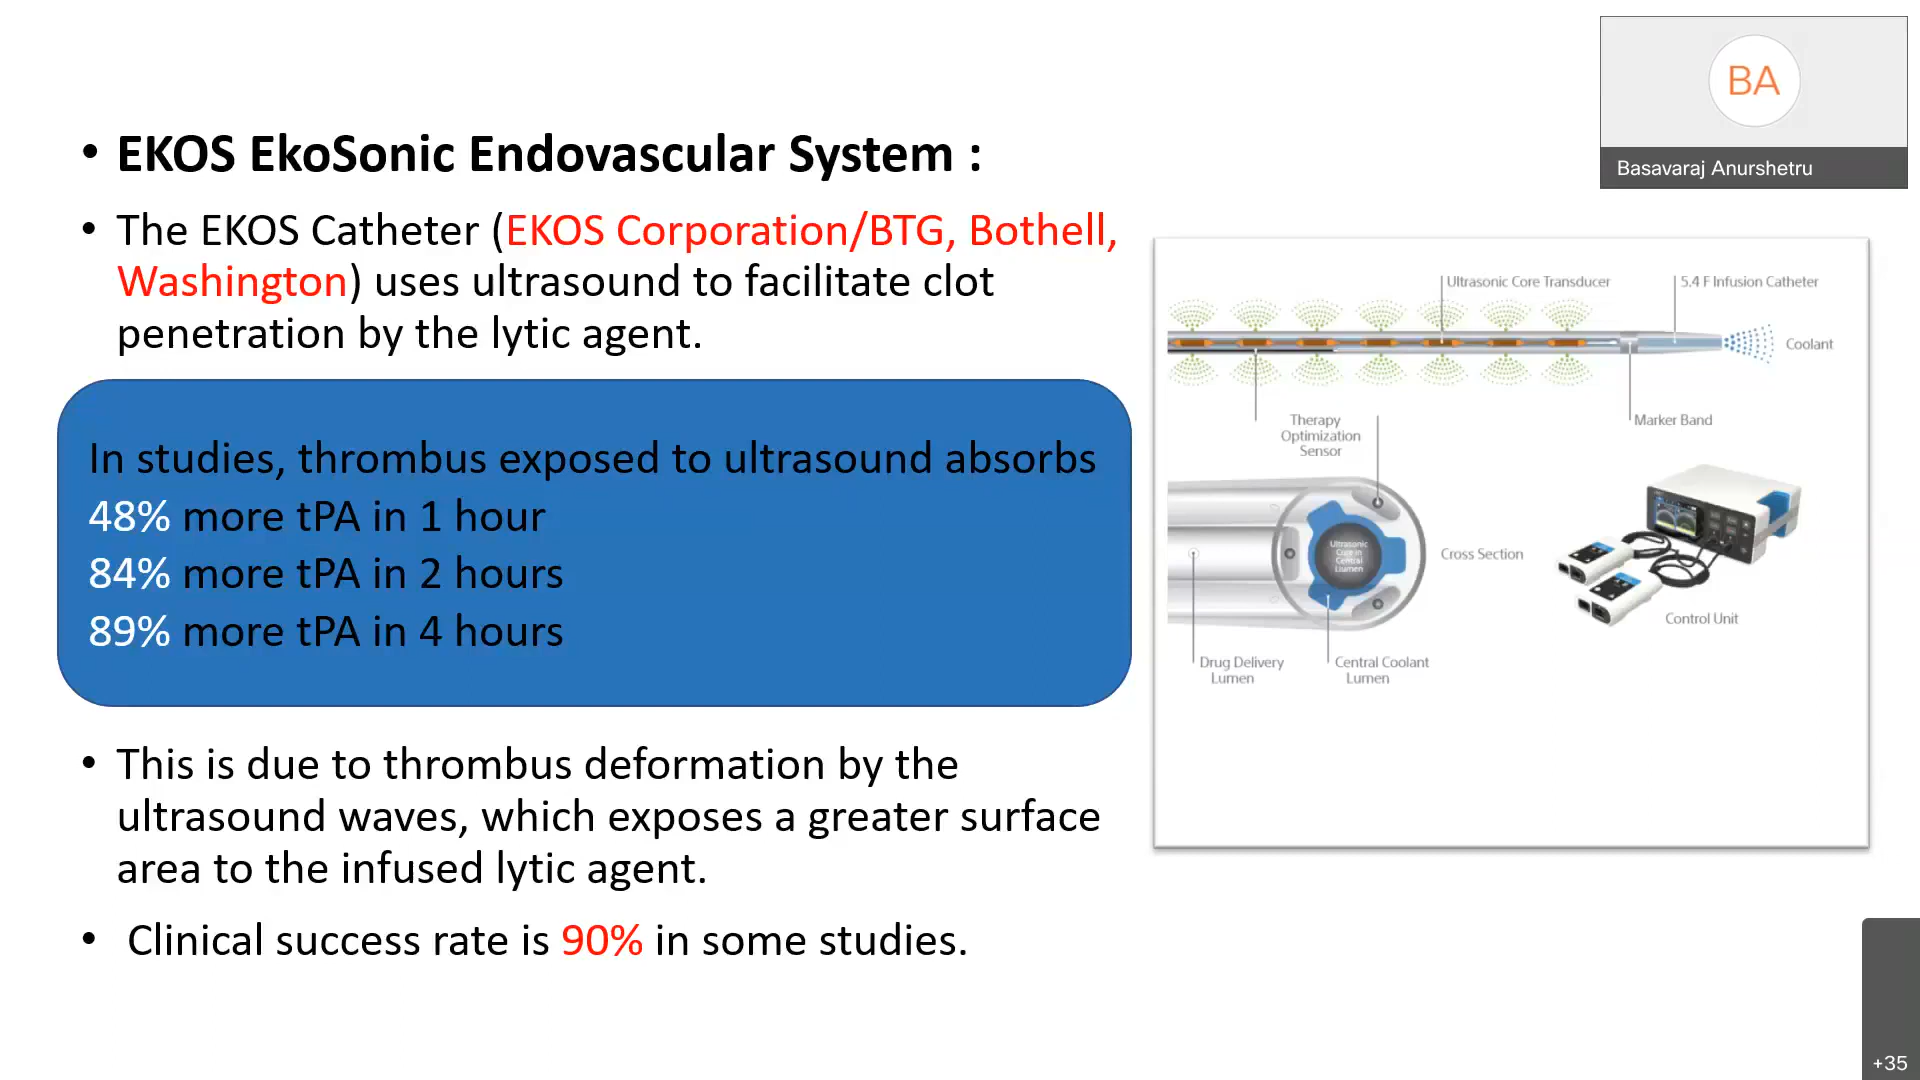 • EKOS EkoSonic Endovascular System :
• The EKOS Catheter (EKOS Corporation/BTG, Bothell,
Washington) uses ultrasound to facilitate clot
penetration by the lytic agent.
In studies, thrombus exposed to ultrasound absorbs
48% more tPA in 1 hour
84% more tPA in 2 hours
89% more tPA in 4 hours
• This is due to thrombus deformation by the
ultrasound waves, which exposes a greater surface
area to the infused lytic agent.
• Clinical success rate is 90% in some studies.
BA
Basavaraj Anurshetru
Ultrasonic Core Transducer
5.4 F Infusion Catheter
Coolant
Therapy
Optimization
Sensor
Marker Band
Ultrasonic
Core in
Central
Lumen
Cross Section
Control Unit
Drug Delivery
Lumen
Central Coolant
Lumen
+35